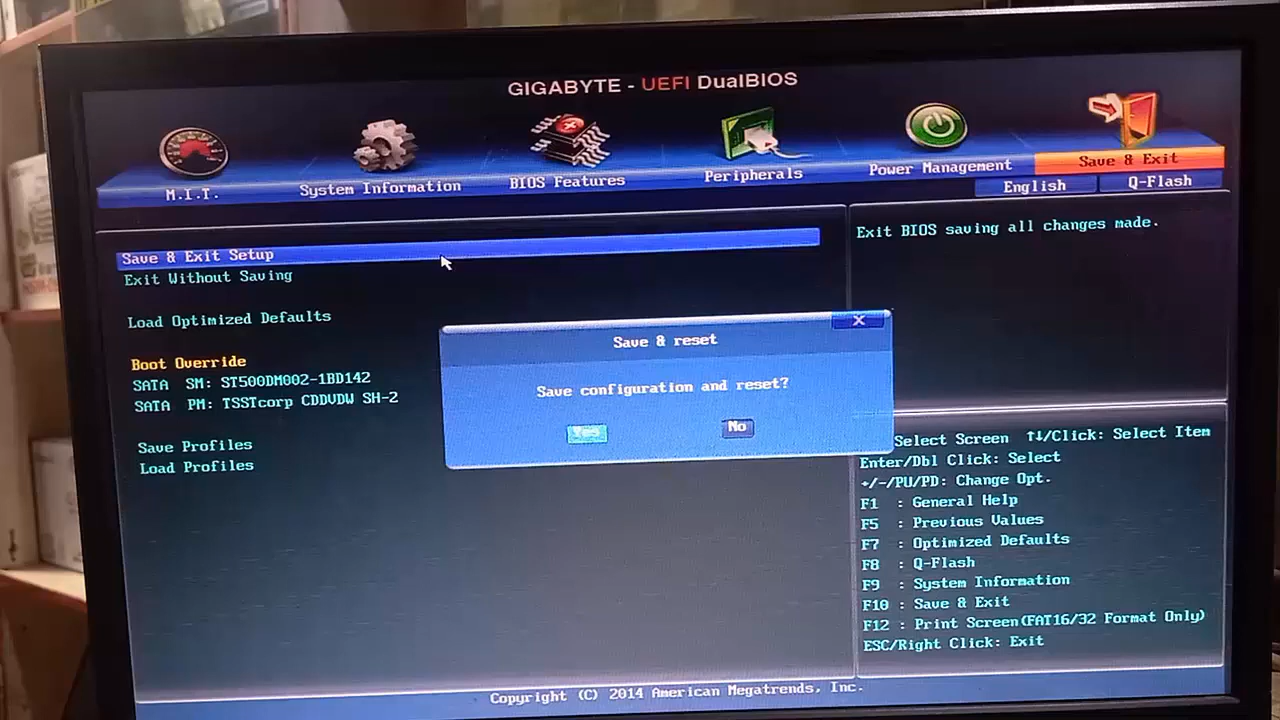 GIGABYTE - UEFI DualBIOS
M.I.T.
System Information
BIOS Features
Peripherals
Power Management
Save & Exit
English
Q-Flash
Save & Exit Setup
Exit Without Saving
Load Optimized Defaults
Boot Override
SATA SM: ST500DM002-1BD142
SATA PM: TSSTcorp CDDVDW SH-2
Save Profiles
Load Profiles
Exit BIOS saving all changes made.
X
Save & reset
Save configuration and reset?
Yes
No
Select Screen ↑↓/Click: Select Item
Enter/Dbl Click: Select
+/-/PU/PD: Change Opt.
F1 : General Help
F5 : Previous Values
F7 : Optimized Defaults
F8 : Q-Flash
F9 : System Information
F10 : Save & Exit
F12 : Print Screen(FAT16/32 Format Only)
ESC/Right Click: Exit
Copyright (C) 2014 American Megatrends, Inc.